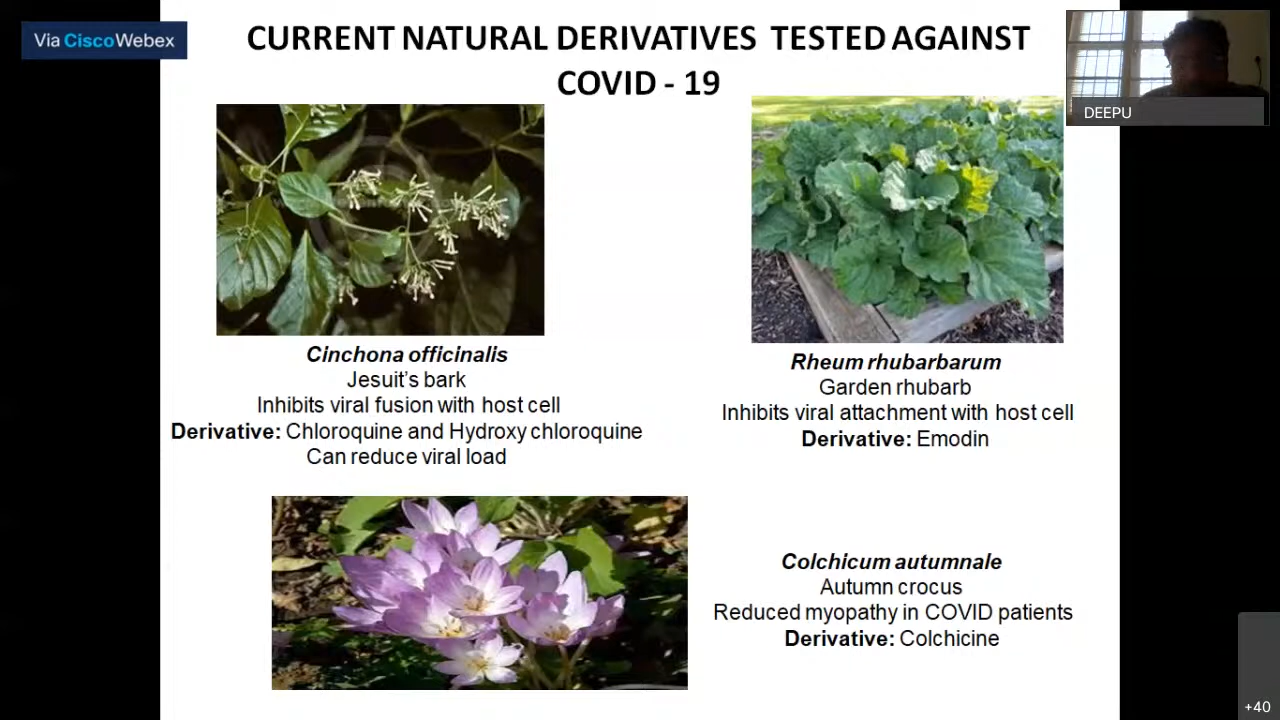 Via CiscoWebex
CURRENT NATURAL DERIVATIVES TESTED AGAINST
COVID - 19
DEEPU
Cinchona officinalis
Jesuit's bark
Inhibits viral fusion with host cell
Derivative: Chloroquine and Hydroxy chloroquine
Can reduce viral load
Rheum rhubarbarum
Garden rhubarb
Inhibits viral attachment with host cell
Derivative: Emodin
Colchicum autumnale
Autumn crocus
Reduced myopathy in COVID patients
Derivative: Colchicine
+40